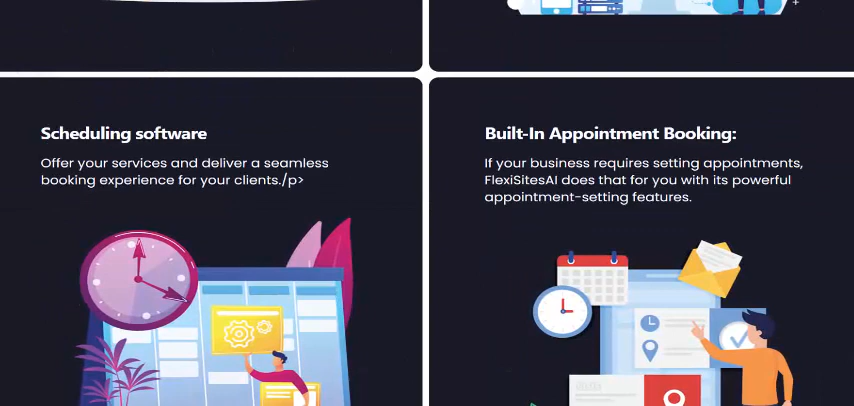 Scheduling software
Offer your services and deliver a seamless
booking experience for your clients./p>
Built-In Appointment Booking:
If your business requires setting appointments,
FlexiSitesAI does that for you with its powerful
appointment-setting features.